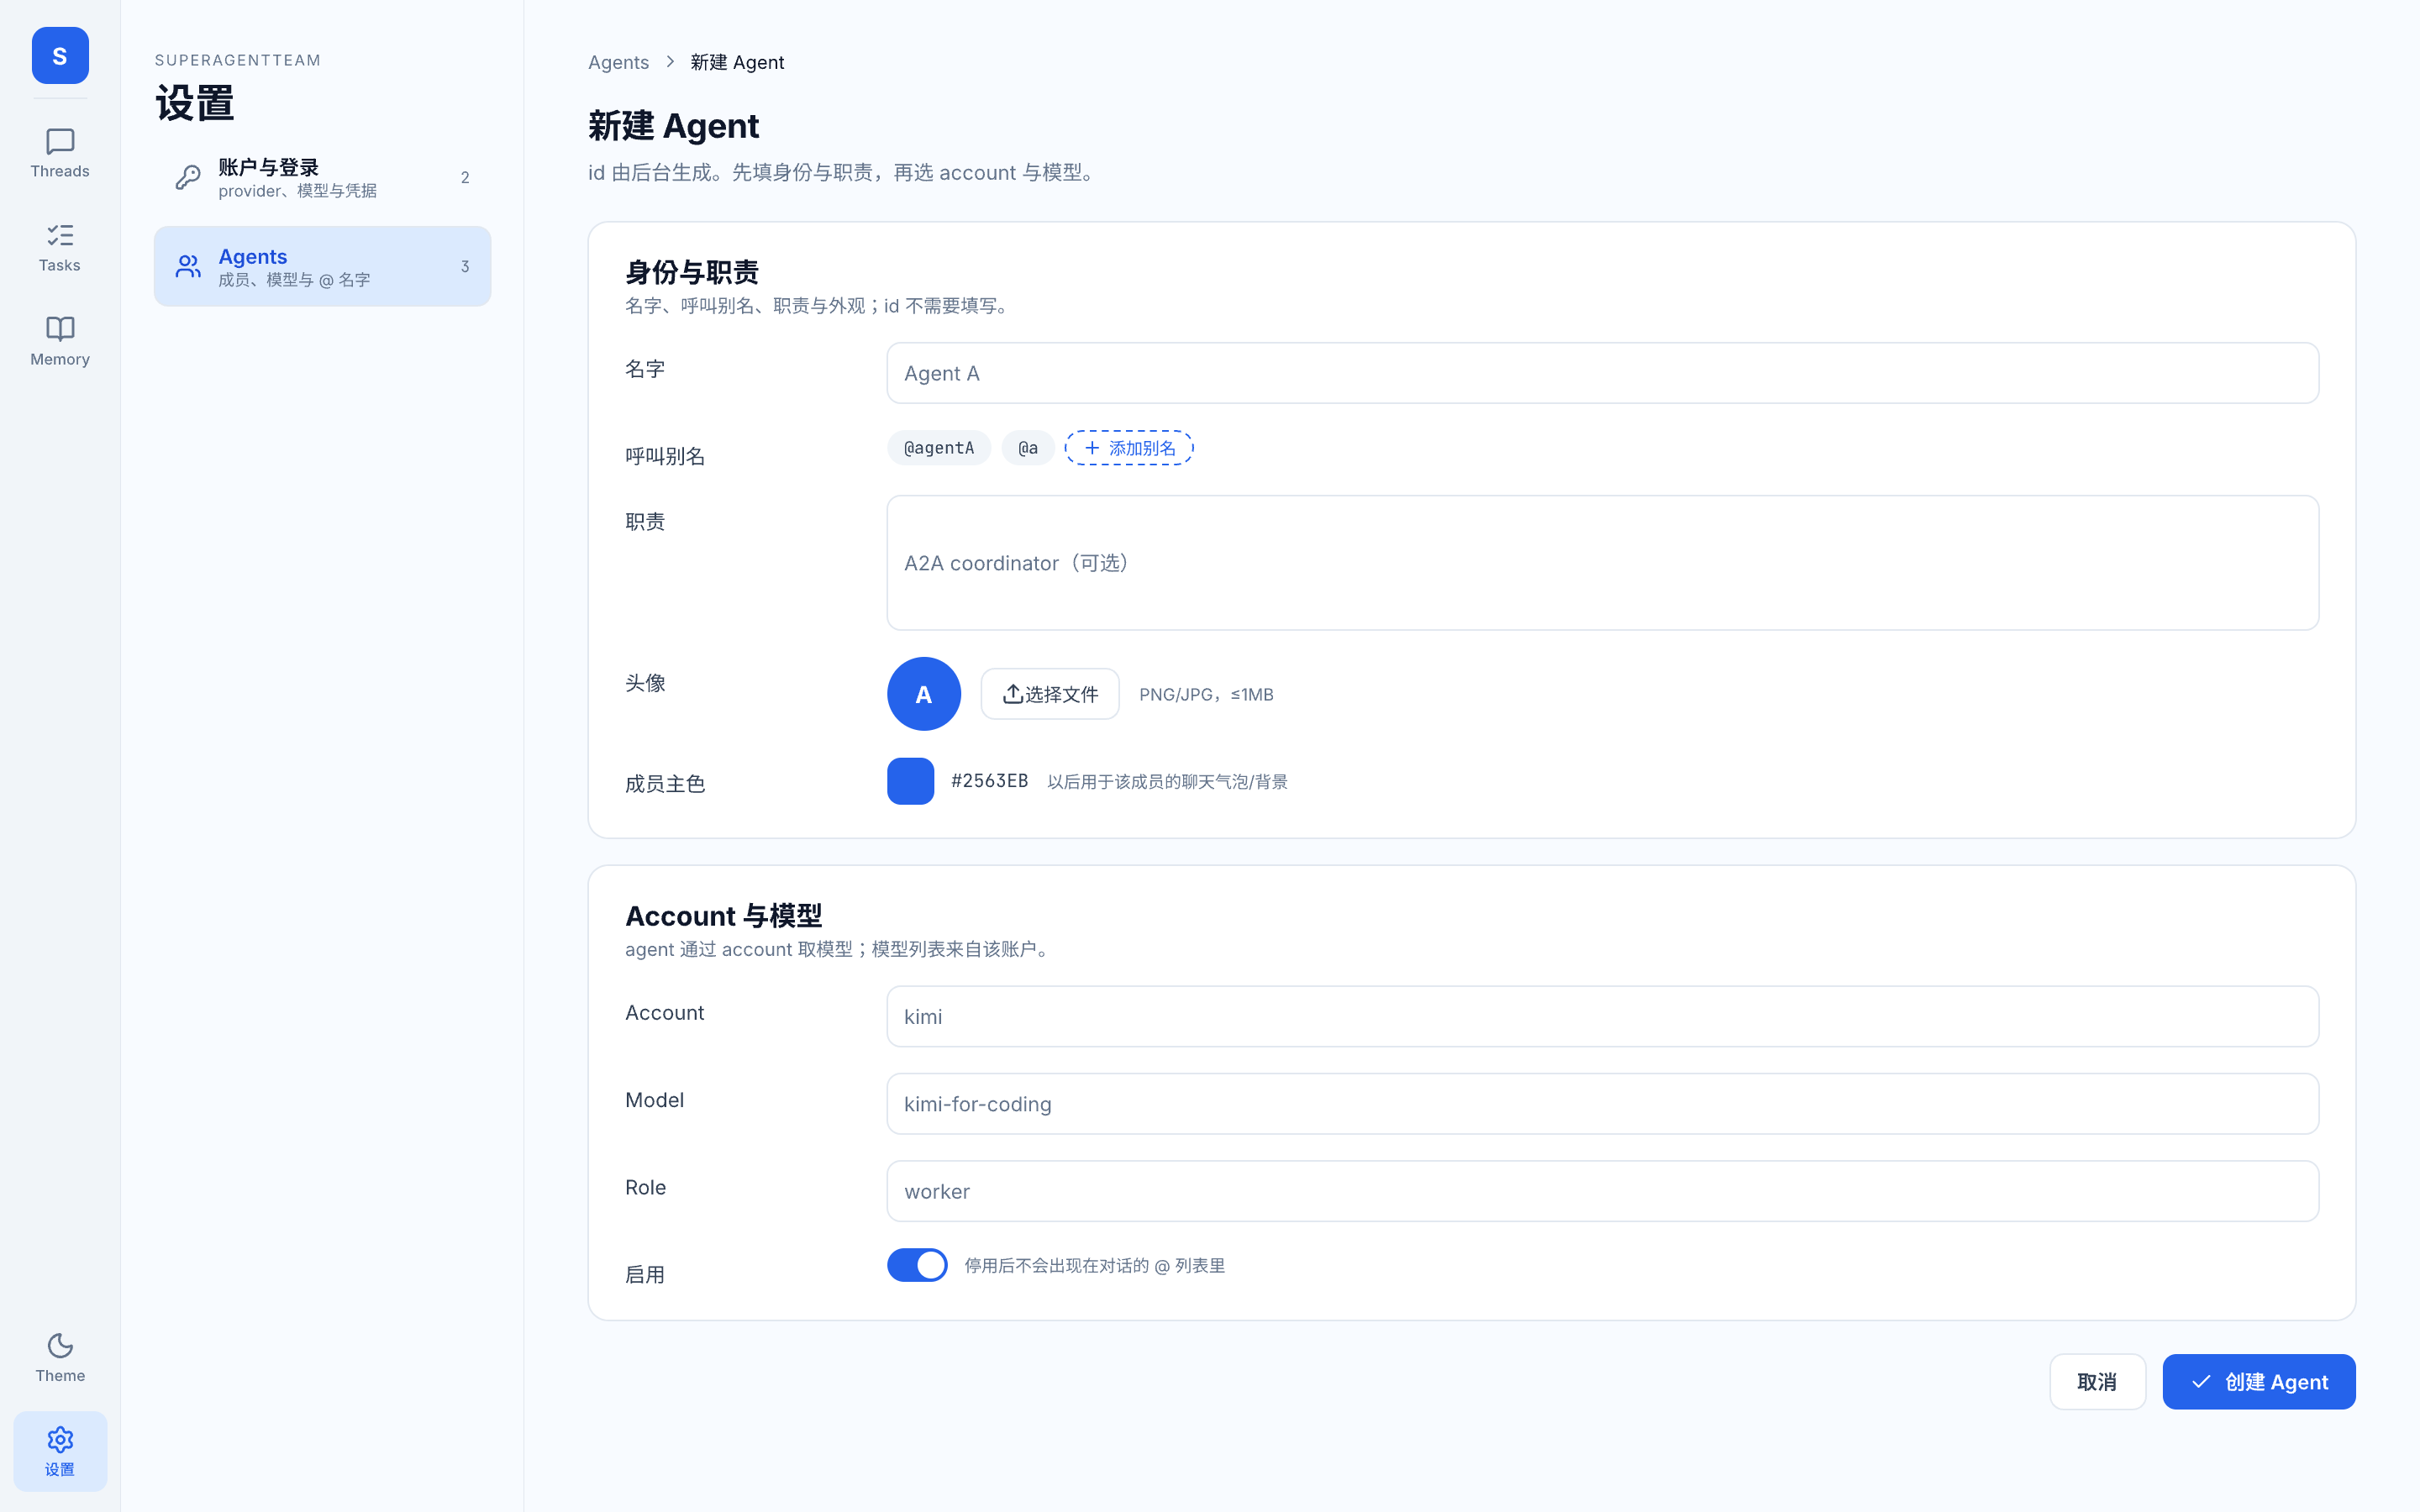 S
Threads
Tasks
Memory
Theme
设置
SUPERAGENTTEAM
设置
账户与登录
provider、模型与凭据
2
Agents
成员、模型与 @ 名字
3
Agents > 新建 Agent
新建 Agent
id 由后台生成。先填身份与职责，再选 account 与模型。
身份与职责
名字、呼叫别名、职责与外观；id 不需要填写。
名字
Agent A
呼叫别名
@agentA @a + 添加别名
职责
A2A coordinator（可选）
头像
A 选择文件 PNG/JPG，≤1MB
成员主色
#2563EB 以后用于该成员的聊天气泡/背景
Account 与模型
agent 通过 account 取模型；模型列表来自该账户。
Account
kimi
Model
kimi-for-coding
Role
worker
启用
停用后不会出现在对话的 @ 列表里
取消
创建 Agent